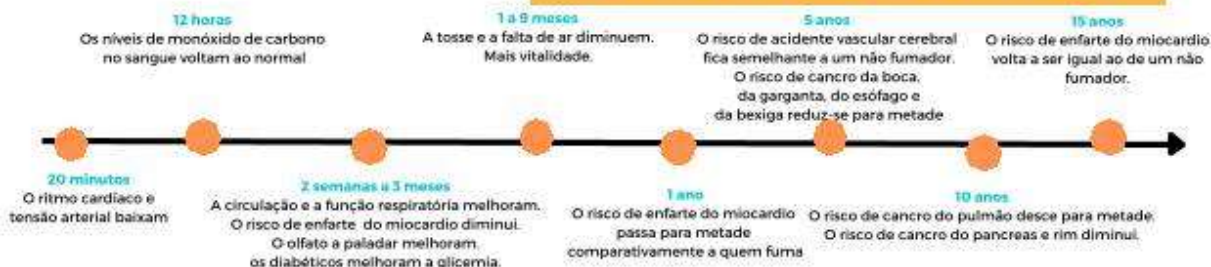 12 horas
Os níveis de monóxido de carbono
no sangue voltam ao normal
1 a 9 meses
A tosse e a falta de ar diminuem.
Mais vitalidade.
5 anos
O risco de acidente vascular cerebral
fica semelhante a um não fumador.
O risco de cancro da boca,
da garganta, do esófago e
da bexiga reduz-se para metade
15 anos
O risco de enfarte do miocardio
volta a ser igual ao de um não
fumador.
20 minutos
O ritmo cardíaco e
tensão arterial baixam
2 semanas a 3 meses
A circulação e a função respiratória melhoram.
O risco de enfarte do miocardio diminui.
O olfato a paladar melhoram.
os diabéticos melhoram a glicemia.
1 ano
O risco de enfarte do miocardio
passa para metade
comparativamente a quem fuma
10 anos
O risco de cancro do pulmão desce para metade.
O risco de cancro do pancreas e rim diminui.